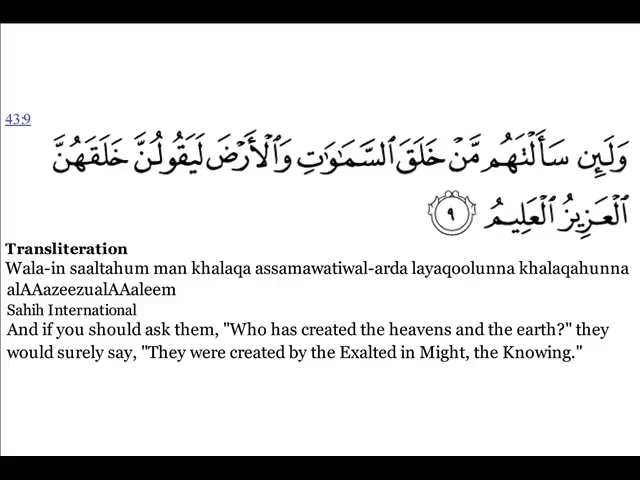 43:9
وَلَئِن سَأَلْتَهُم مَّنْ خَلَقَ ٱلسَّمَـٰوَٰتِ وَٱلْأَرْضَ لَيَقُولُنَّ خَلَقَهُنَّ
ٱلْعَزِيزُ ٱلْعَلِيمُ ٩
Transliteration
Wala-in saaltahum man khalaqa assamawatiwal-arda layaqoolunna khalaqahunna
alAAazeezualAAaleem
Sahih International
And if you should ask them, "Who has created the heavens and the earth?" they
would surely say, "They were created by the Exalted in Might, the Knowing."